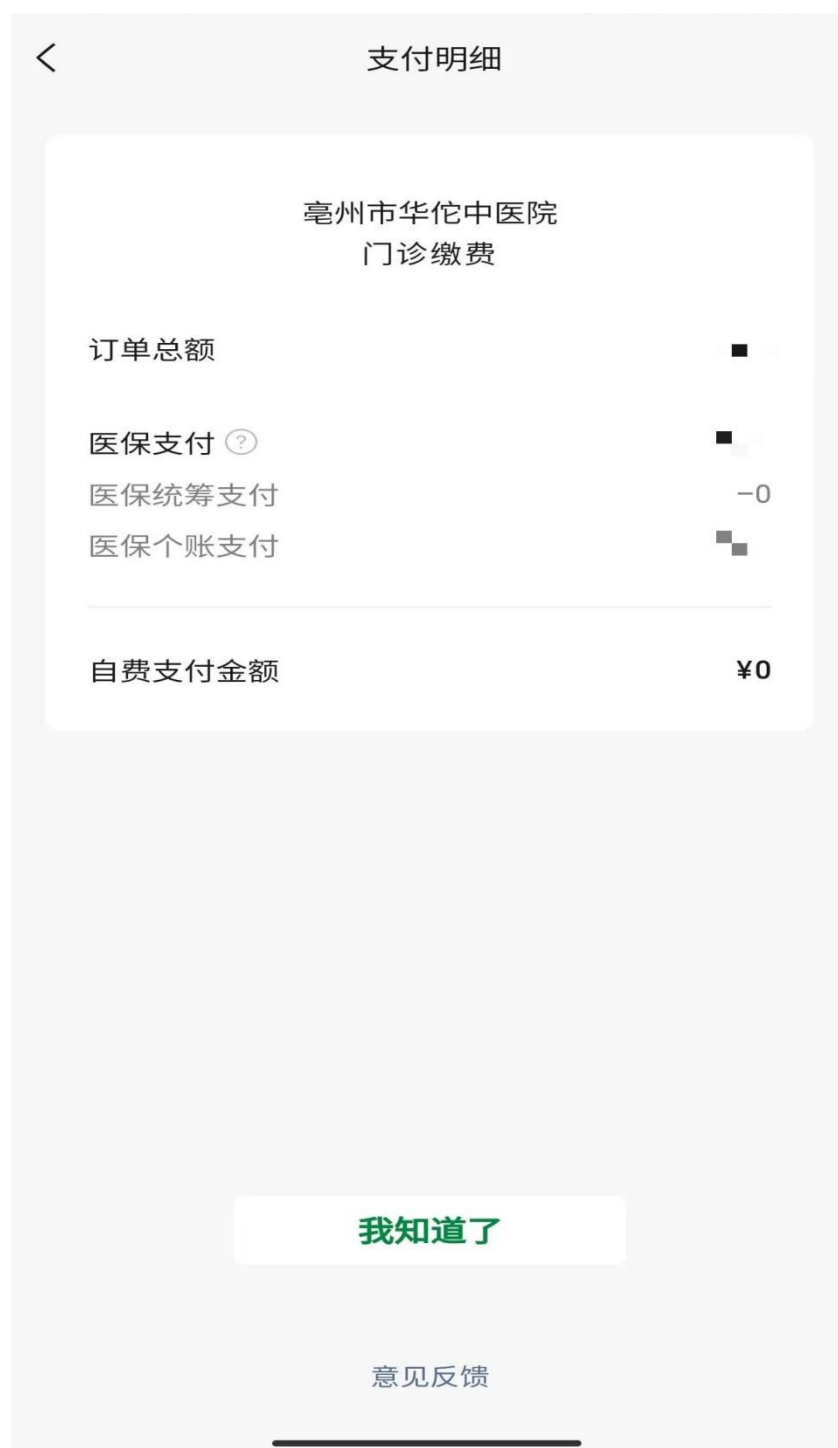 支付明细
亳州市华佗中医院
门诊缴费
订单总额
医保支付 ?
医保统筹支付 -0
医保个账支付
自费支付金额 ¥0
我知道了
意见反馈